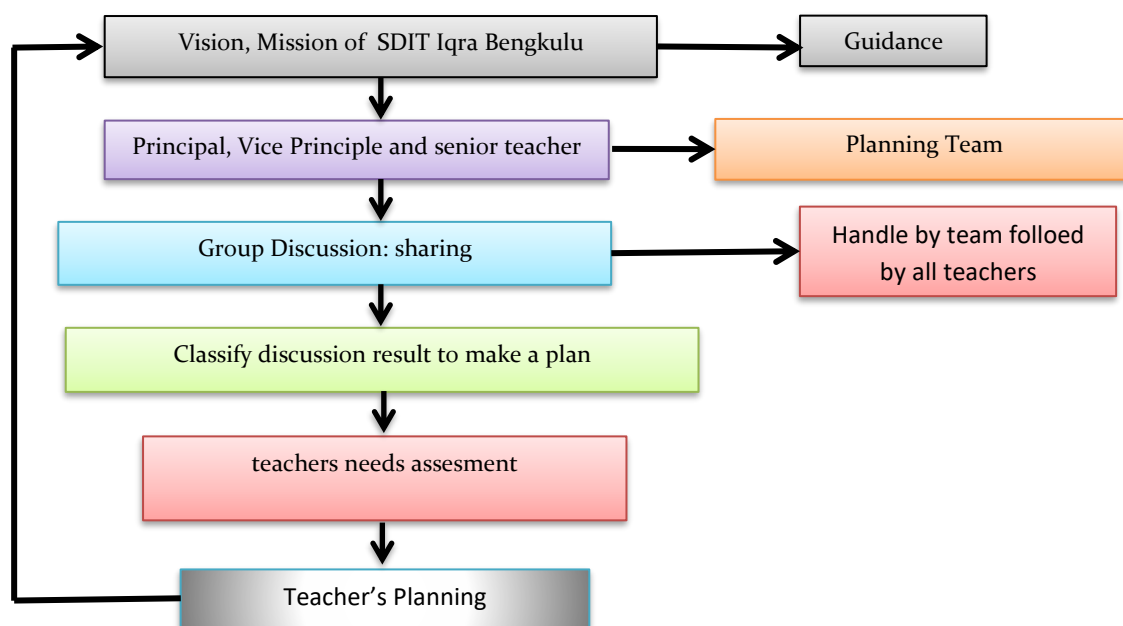 Vision, Mission of SDIT Iqra Bengkulu
Guidance
Principal, Vice Principle and senior teacher
Planning Team
Group Discussion: sharing
Handle by team folloed
by all teachers
Classify discussion result to make a plan
teachers needs assesment
Teacher’s Planning